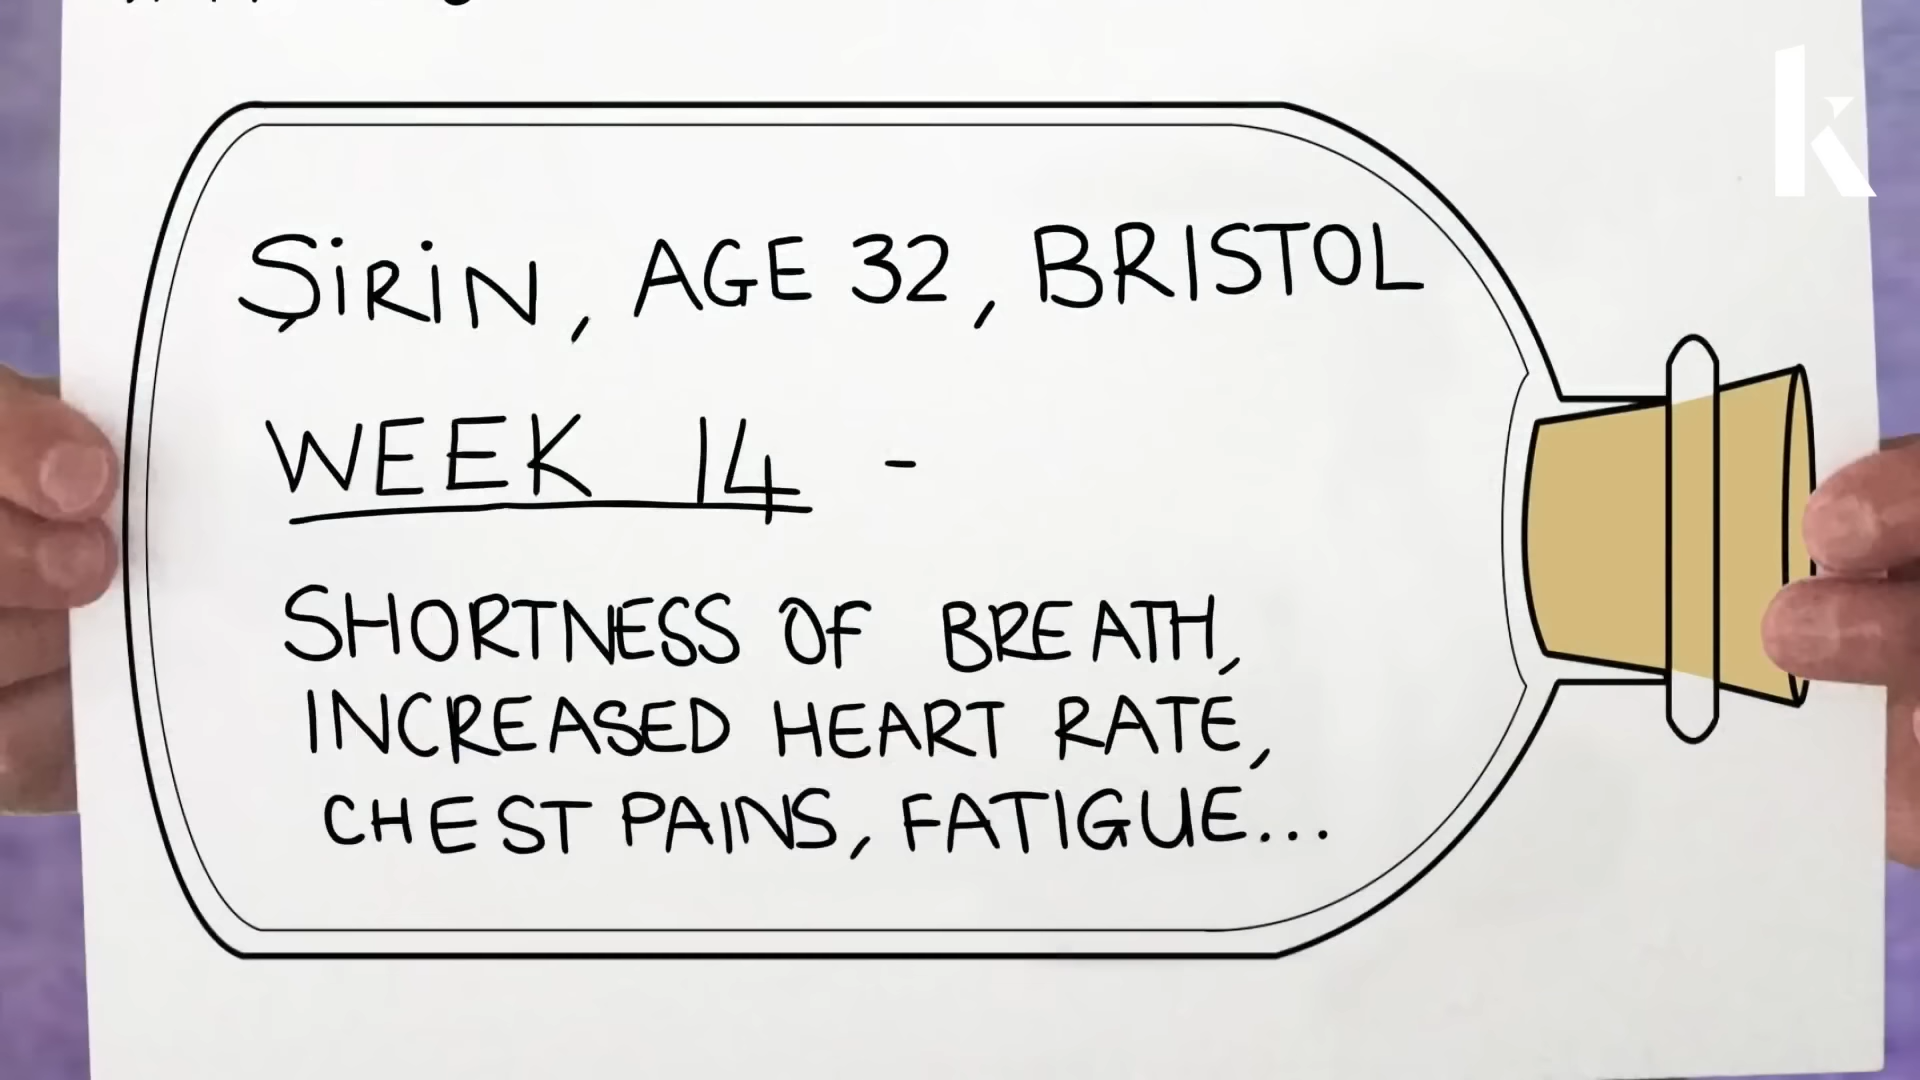 ŞiRiN, AGE 32, BRISTOL
WEEK 14 -
SHORTNESS OF BREATH,
INCREASED HEART RATE,
CHEST PAINS, FATIGUE...
k